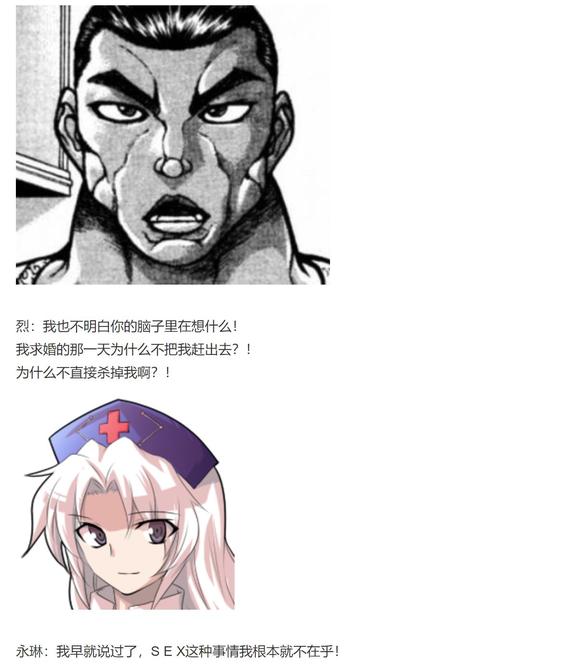 烈：我也不明白你的脑子里在想什么！
我求婚的那一天为什么不把我赶出去？！
为什么不直接杀掉我啊？！
永琳：我早就说过了，ＳＥＸ这种事情我根本就不在乎！